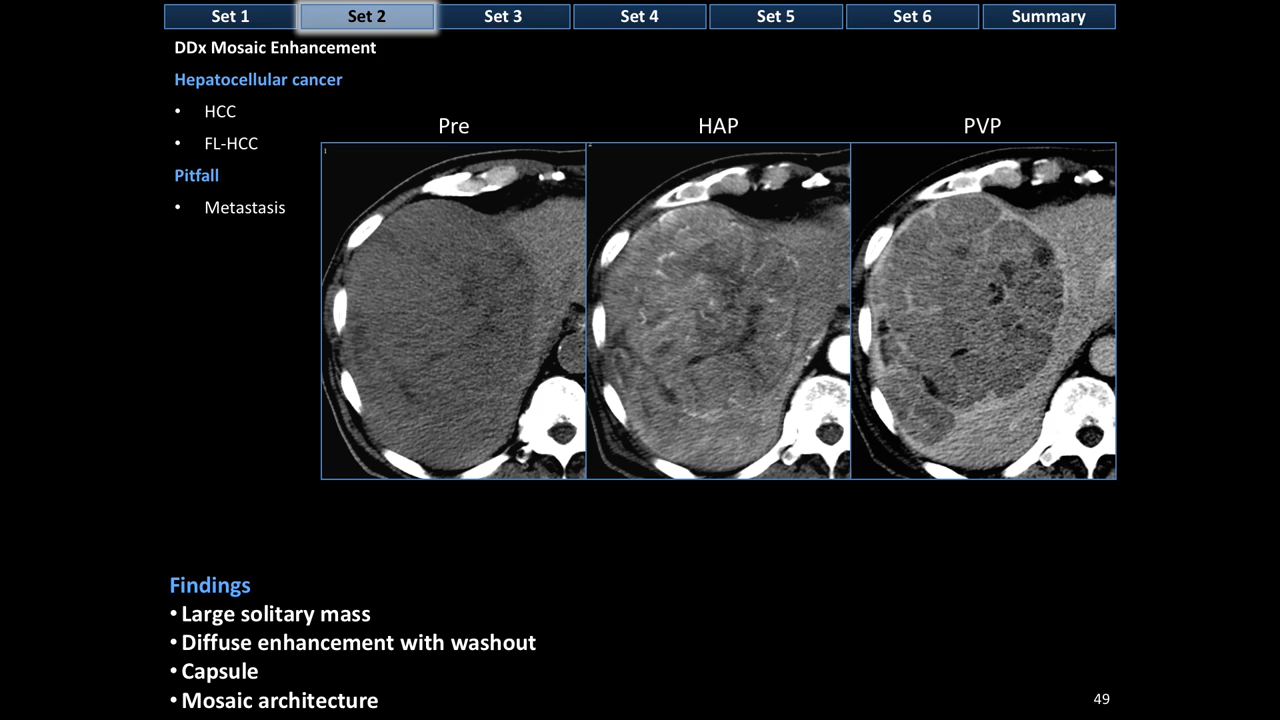 Set 1 Set 2 Set 3 Set 4 Set 5 Set 6 Summary
DDx Mosaic Enhancement
Hepatocellular cancer
• HCC
• FL-HCC
Pitfall
• Metastasis
Pre HAP PVP
Findings
• Large solitary mass
• Diffuse enhancement with washout
• Capsule
• Mosaic architecture
49